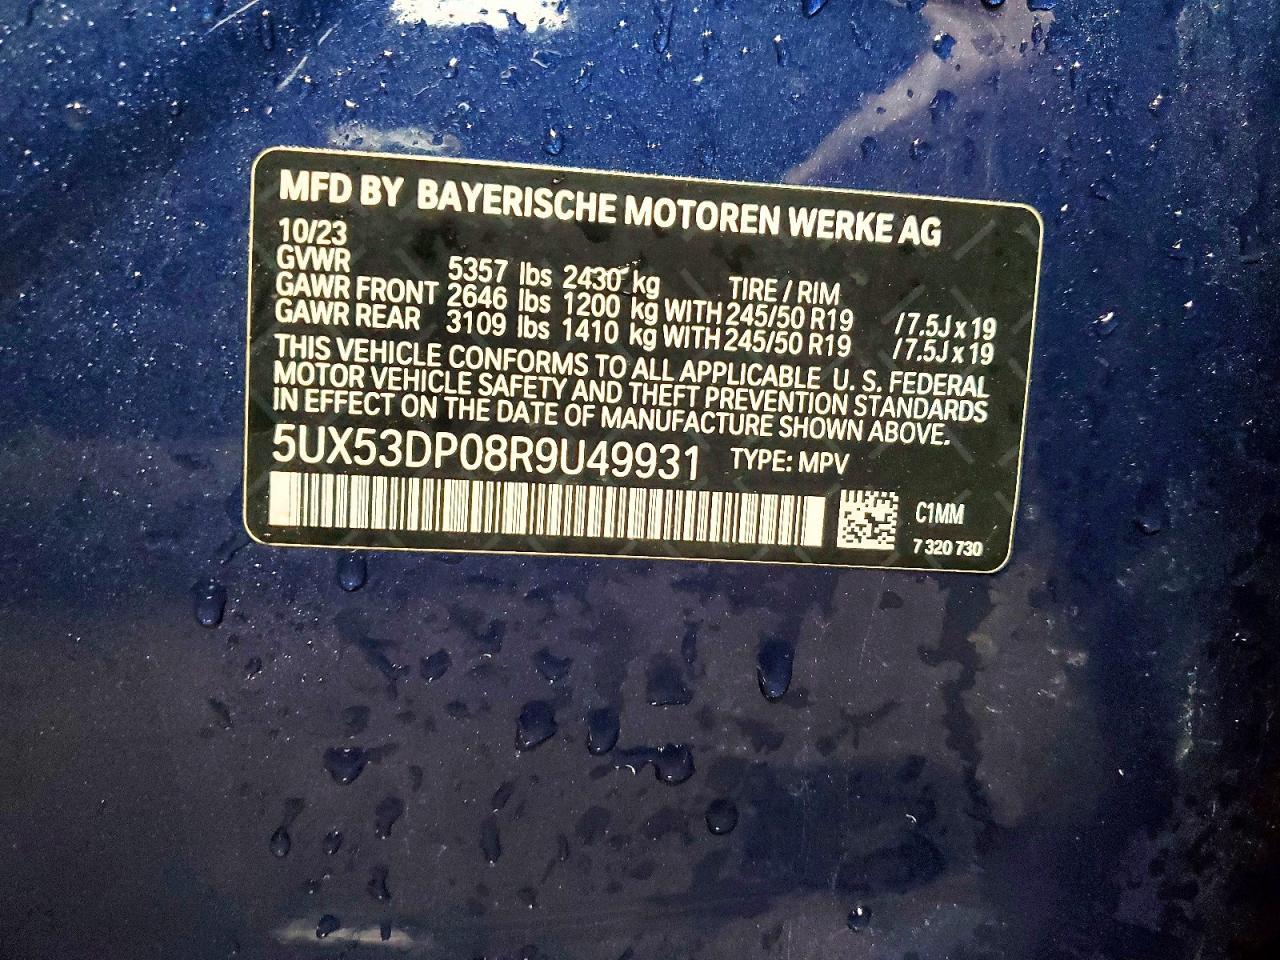 MFD BY BAYERISCHE MOTOREN WERKE AG
10/23
GVWR 5357 lbs 2430 kg TIRE / RIM
GAWR FRONT 2646 lbs 1200 kg WITH 245/50 R19 / 7.5J x 19
GAWR REAR 3109 lbs 1410 kg WITH 245/50 R19 / 7.5J x 19
THIS VEHICLE CONFORMS TO ALL APPLICABLE U. S. FEDERAL
MOTOR VEHICLE SAFETY AND THEFT PREVENTION STANDARDS
IN EFFECT ON THE DATE OF MANUFACTURE SHOWN ABOVE.
5UX53DP08R9U49931 TYPE: MPV
C1MM
7 320 730